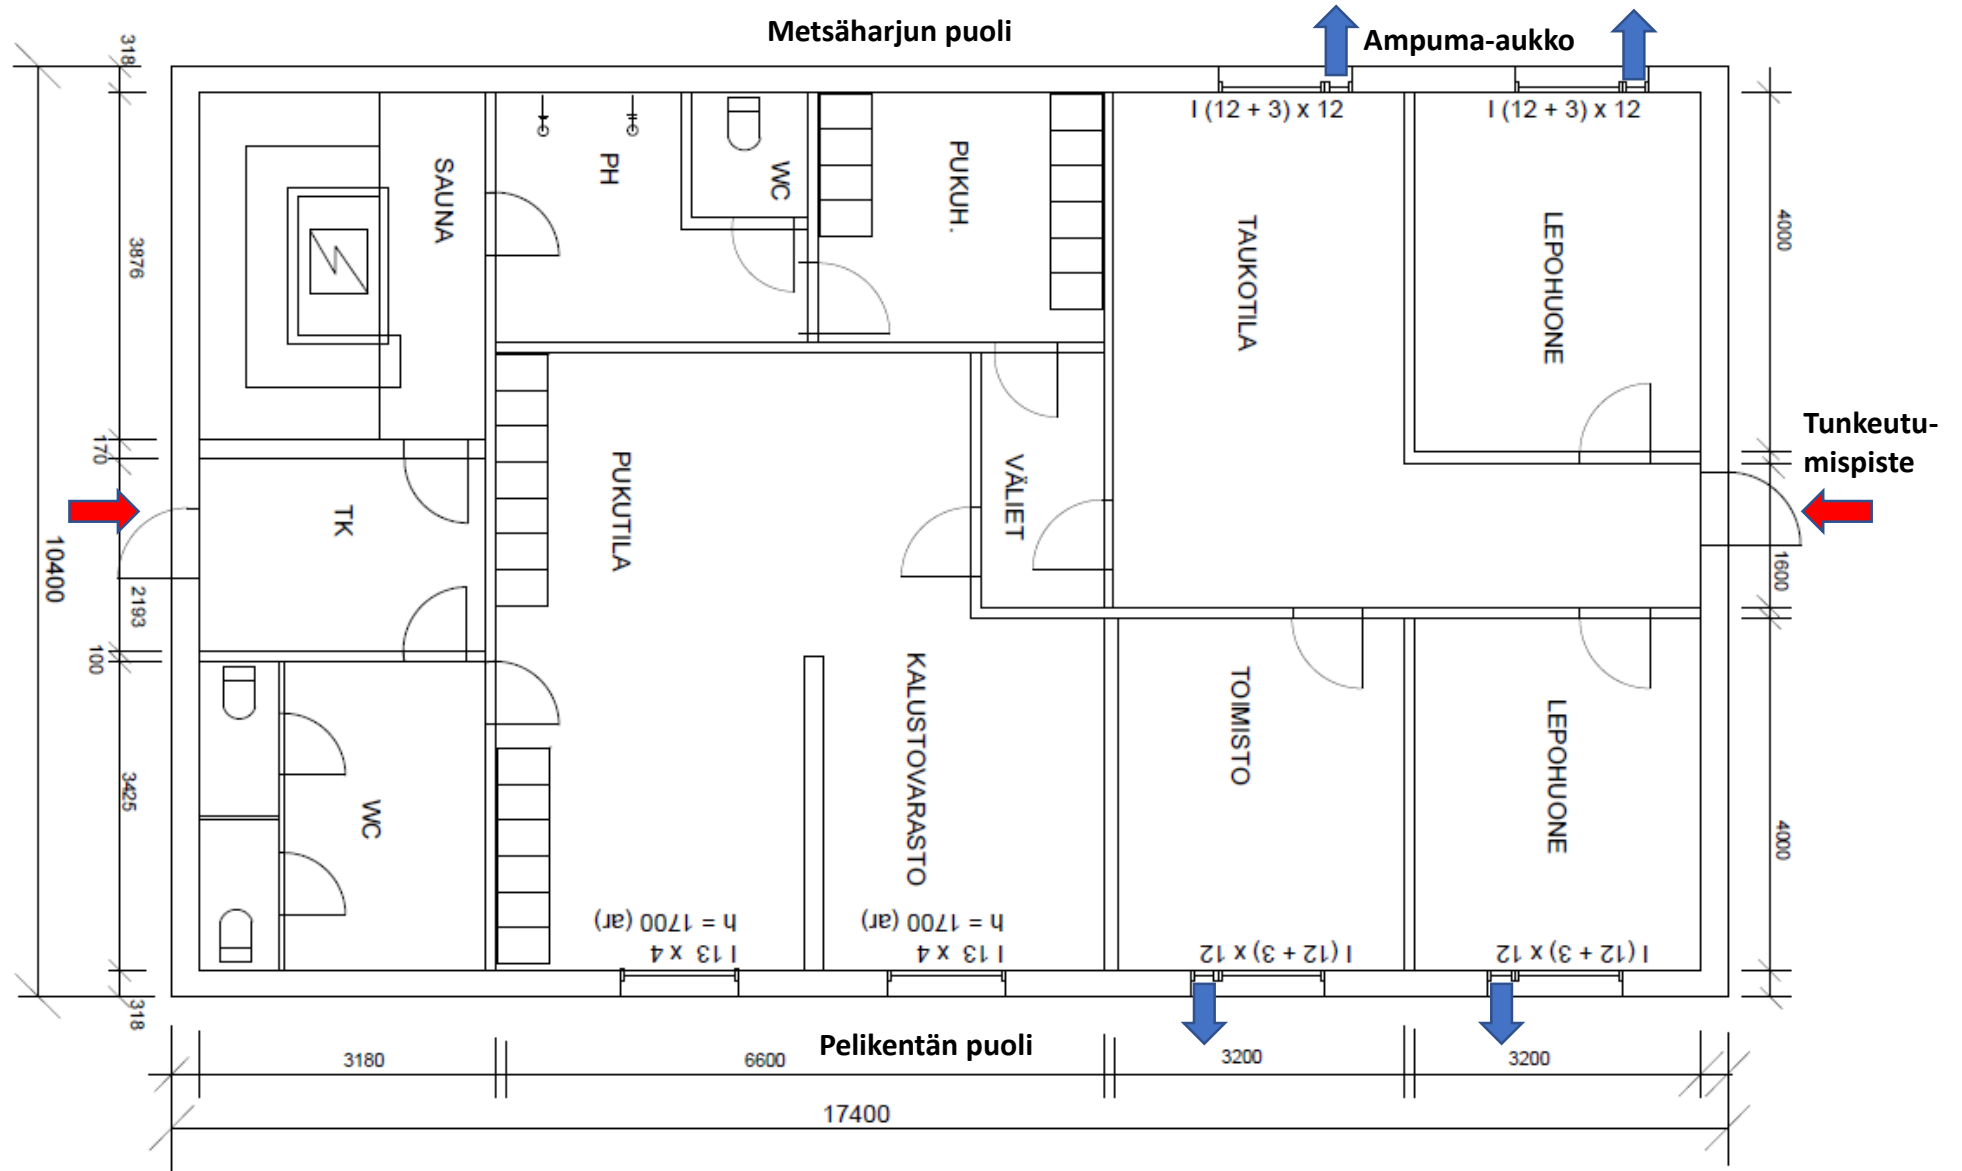 Metsäharjun puoli
Ampuma-aukko
318
I (12 + 3) x 12
I (12 + 3) x 12
SAUNA
PH
WC
PUKUH.
TAUKOTILA
LEPOHUONE
3876
4000
Tunkeutu-
mispiste
170
TK
PUKUTILA
VÄLIET
10400
2193
1600
100
KALUSTOVARASTO
TOIMISTO
LEPOHUONE
3425
WC
4000
h = 1700 (ar)
I 13 x 4
h = 1700 (ar)
I 13 x 4
I (12 + 3) x 12
I (12 + 3) x 12
318
Pelikentän puoli
3180
6600
3200
3200
17400